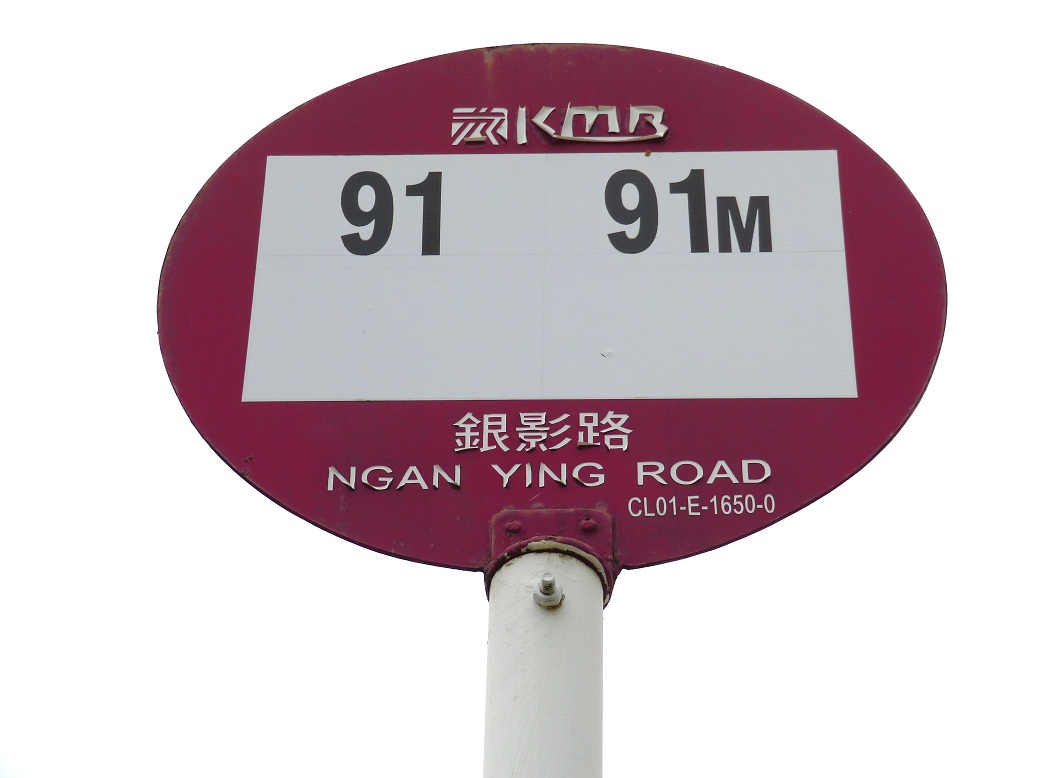 KMB
91 91M
銀影路
NGAN YING ROAD
CL01-E-1650-0